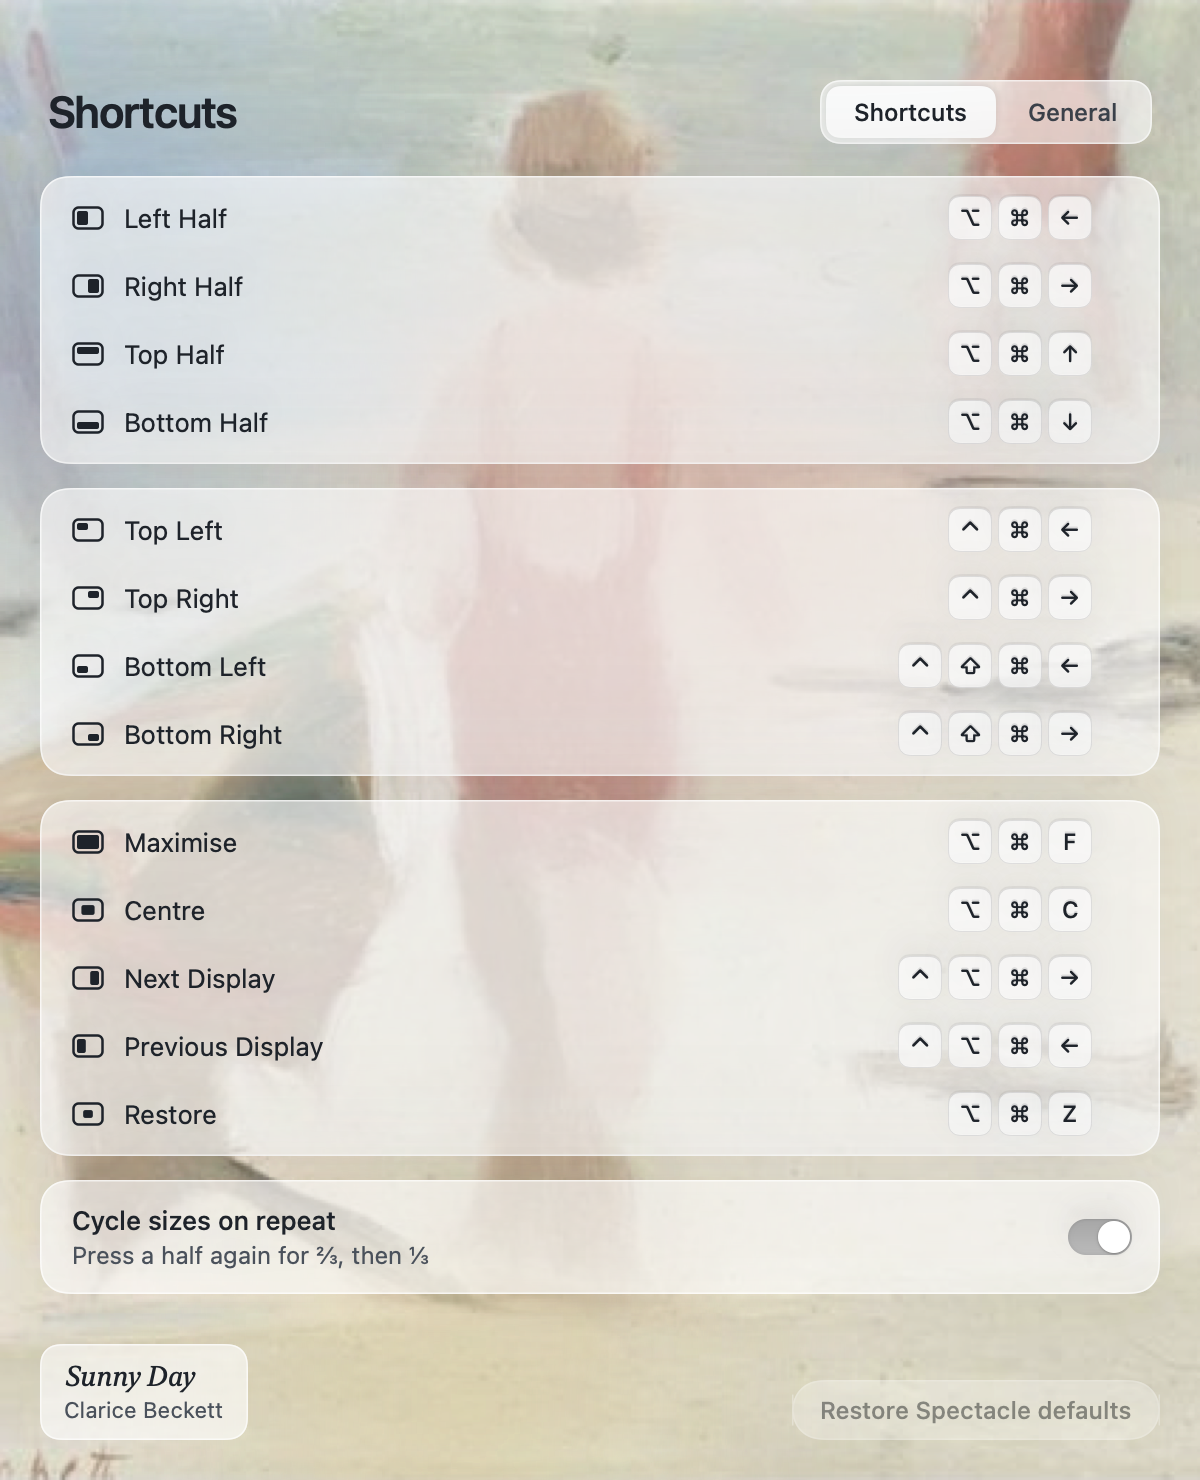 Shortcuts
Shortcuts General
Left Half ⌥ ⌘ ←
Right Half ⌥ ⌘ →
Top Half ⌥ ⌘ ↑
Bottom Half ⌥ ⌘ ↓
Top Left ^ ⌘ ←
Top Right ^ ⌘ →
Bottom Left ^ ⇧ ⌘ ←
Bottom Right ^ ⇧ ⌘ →
Maximise ⌥ ⌘ F
Centre ⌥ ⌘ C
Next Display ^ ⌥ ⌘ →
Previous Display ^ ⌥ ⌘ ←
Restore ⌥ ⌘ Z
Cycle sizes on repeat
Press a half again for ⅔, then ⅓
Sunny Day
Clarice Beckett
Restore Spectacle defaults